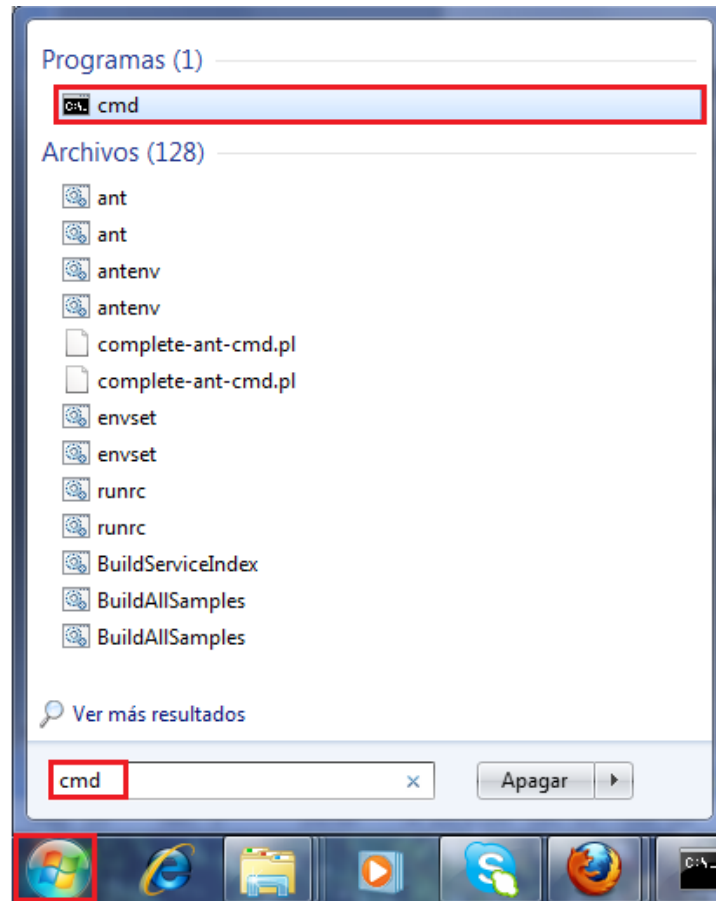 Programas (1)
cmd
Archivos (128)
ant
ant
antenv
antenv
complete-ant-cmd.pl
complete-ant-cmd.pl
envset
envset
runrc
runrc
BuildServiceIndex
BuildAllSamples
BuildAllSamples
Ver más resultados
cmd
Apagar